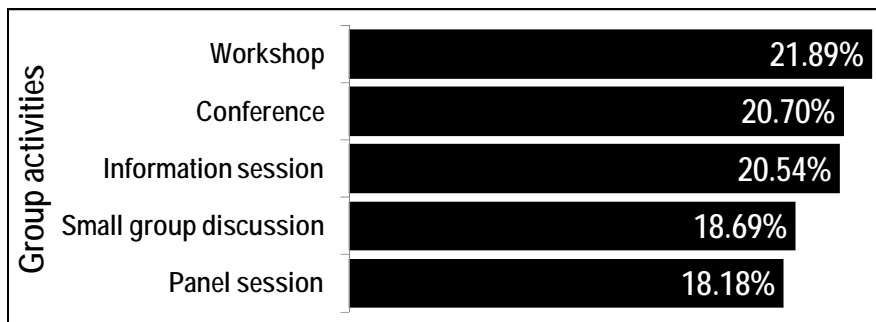 Group activities
Workshop
21.89%
Conference
20.70%
Information session
20.54%
Small group discussion
18.69%
Panel session
18.18%